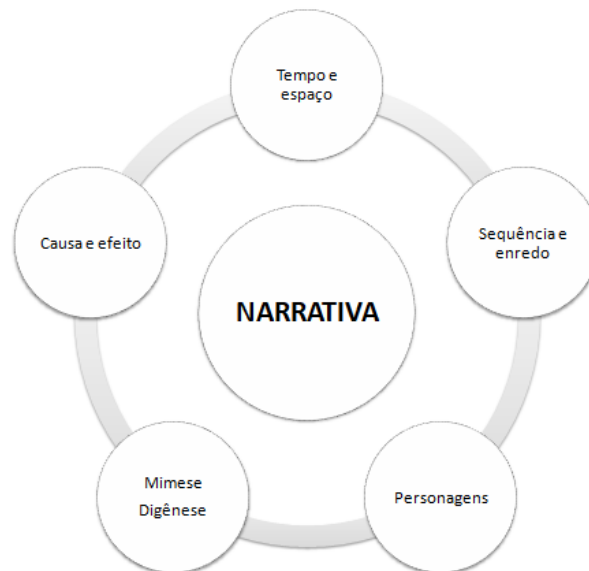 Tempo e
espaço
Sequência e
enredo
Causa e efeito
NARRATIVA
Mimese
Digênese
Personagens